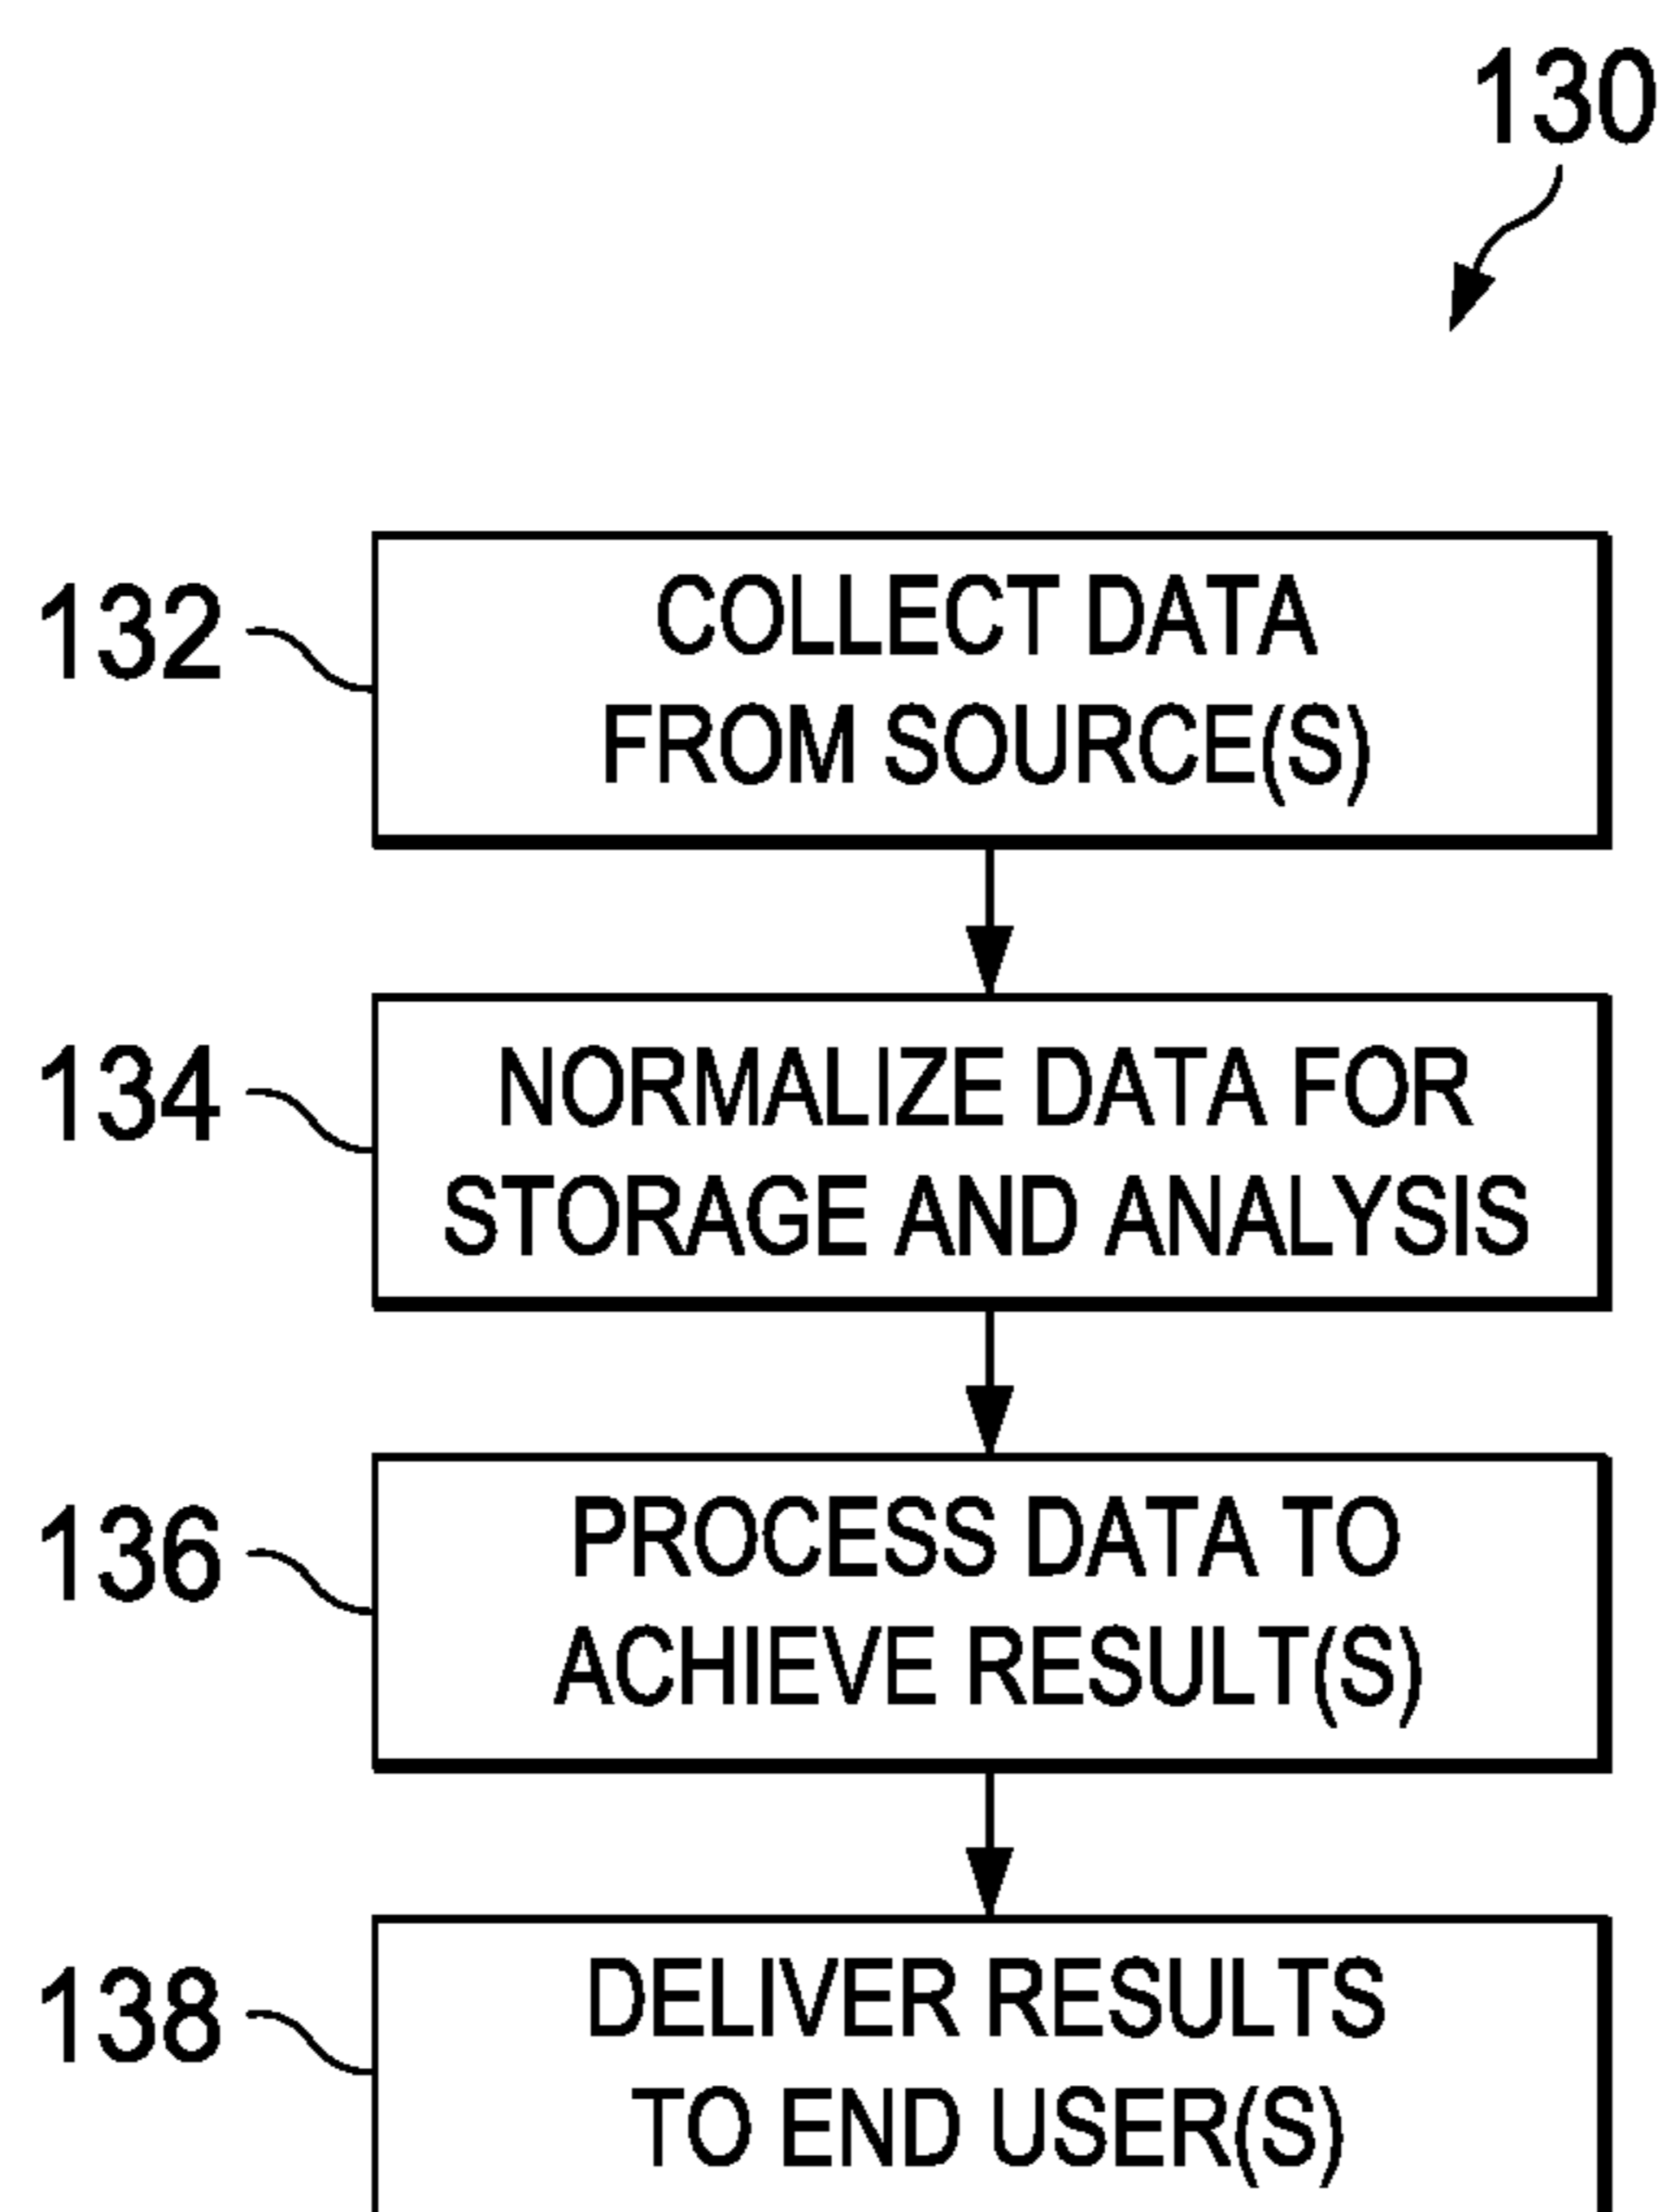 130
132
COLLECT DATA
FROM SOURCE(S)
134
NORMALIZE DATA FOR
STORAGE AND ANALYSIS
136
PROCESS DATA TO
ACHIEVE RESULT(S)
138
DELIVER RESULTS
TO END USER(S)